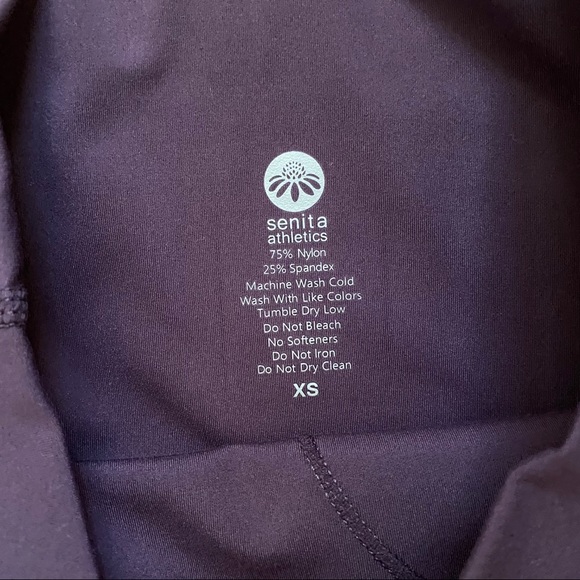 senita
athletics
75% Nylon
25% Spandex
Machine Wash Cold
Wash With Like Colors
Tumble Dry Low
Do Not Bleach
No Softeners
Do Not Iron
Do Not Dry Clean
XS